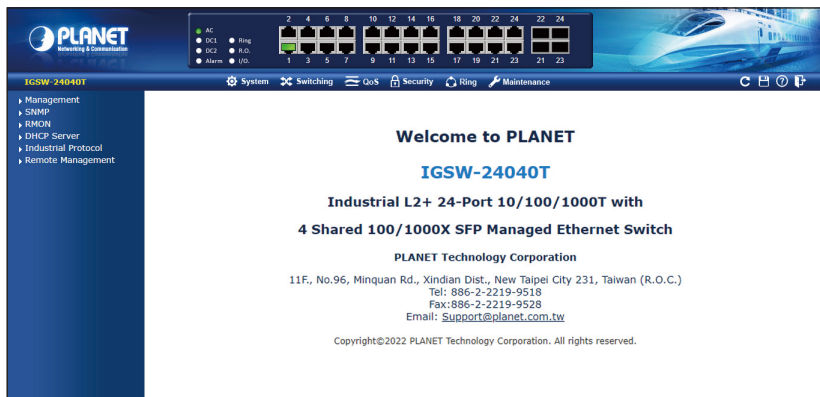 PLANET
Networking & Communication
AC
DC1 Ring
DC2 R.O.
Alarm I/O.
2 4 6 8 10 12 14 16 18 20 22 24 22 24
1 3 5 7 9 11 13 15 17 19 21 23 21 23
IGSW-24040T
System Switching QoS Security Ring Maintenance
Management
SNMP
RMON
DHCP Server
Industrial Protocol
Remote Management
Welcome to PLANET
IGSW-24040T
Industrial L2+ 24-Port 10/100/1000T with
4 Shared 100/1000X SFP Managed Ethernet Switch
PLANET Technology Corporation
11F., No.96, Minquan Rd., Xindian Dist., New Taipei City 231, Taiwan (R.O.C.)
Tel: 886-2-2219-9518
Fax:886-2-2219-9528
Email: Support@planet.com.tw
Copyright©2022 PLANET Technology Corporation. All rights reserved.